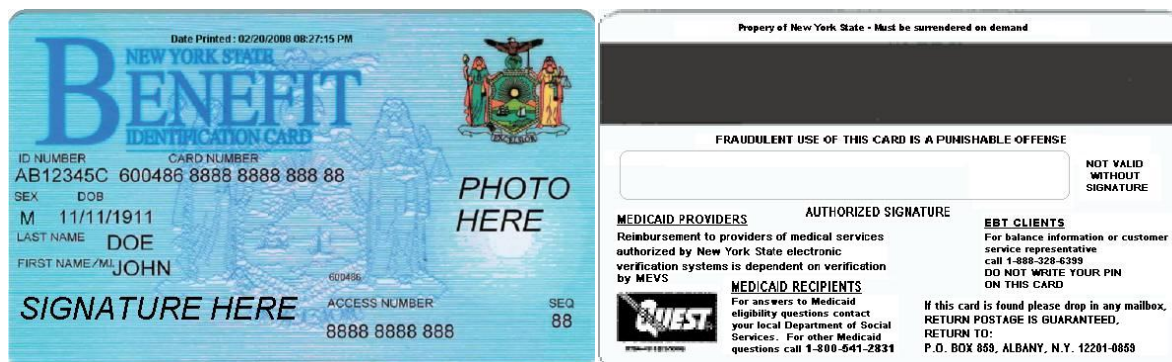 Date Printed : 02/20/2008 08:27:15 PM
NEW YORK STATE
BENEFIT
IDENTIFICATION CARD
ID NUMBER CARD NUMBER
AB12345C 600486 8888 8888 888 88
SEX DOB
M 11/11/1911
LAST NAME DOE
FIRST NAME/M.I. JOHN
PHOTO
HERE
600486
SIGNATURE HERE
ACCESS NUMBER
8888 8888 888
SEQ
88
Propery of New York State - Must be surrendered on demand
FRAUDULENT USE OF THIS CARD IS A PUNISHABLE OFFENSE
NOT VALID
WITHOUT
SIGNATURE
AUTHORIZED SIGNATURE
MEDICAID PROVIDERS
Reimbursement to providers of medical services
authorized by New York State electronic
verification systems is dependent on verification
by MEVS
MEDICAID RECIPIENTS
For answers to Medicaid
eligibility questions contact
your local Department of Social
Services. For other Medicaid
questions call 1-800-541-2831
QUEST
EBT CLIENTS
For balance information or customer
service representative
call 1-888-328-6399
DO NOT WRITE YOUR PIN
ON THIS CARD
If this card is found please drop in any mailbox,
RETURN POSTAGE IS GUARANTEED,
RETURN TO:
P.O. BOX 859, ALBANY, N.Y. 12201-0859